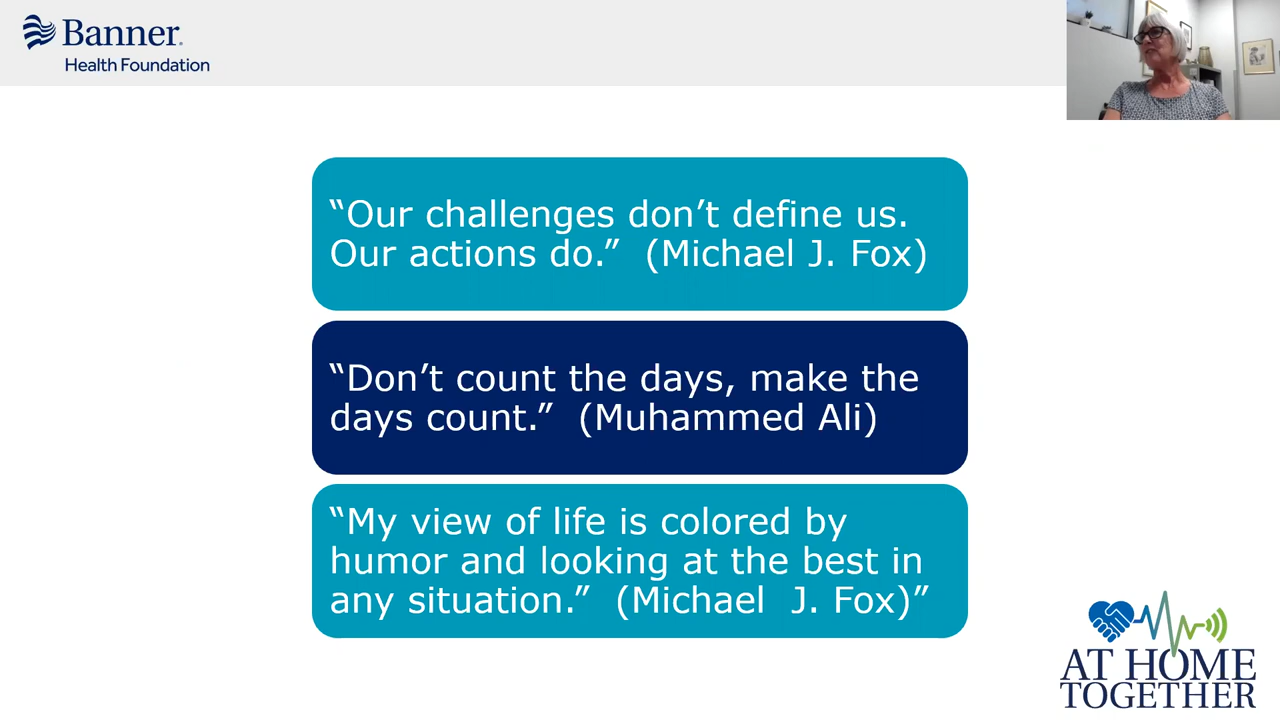 Banner
Health Foundation
“Our challenges don’t define us.
Our actions do.”  (Michael J. Fox)
“Don’t count the days, make the
days count.”  (Muhammed Ali)
“My view of life is colored by
humor and looking at the best in
any situation.”  (Michael  J. Fox)”
AT HOME
TOGETHER